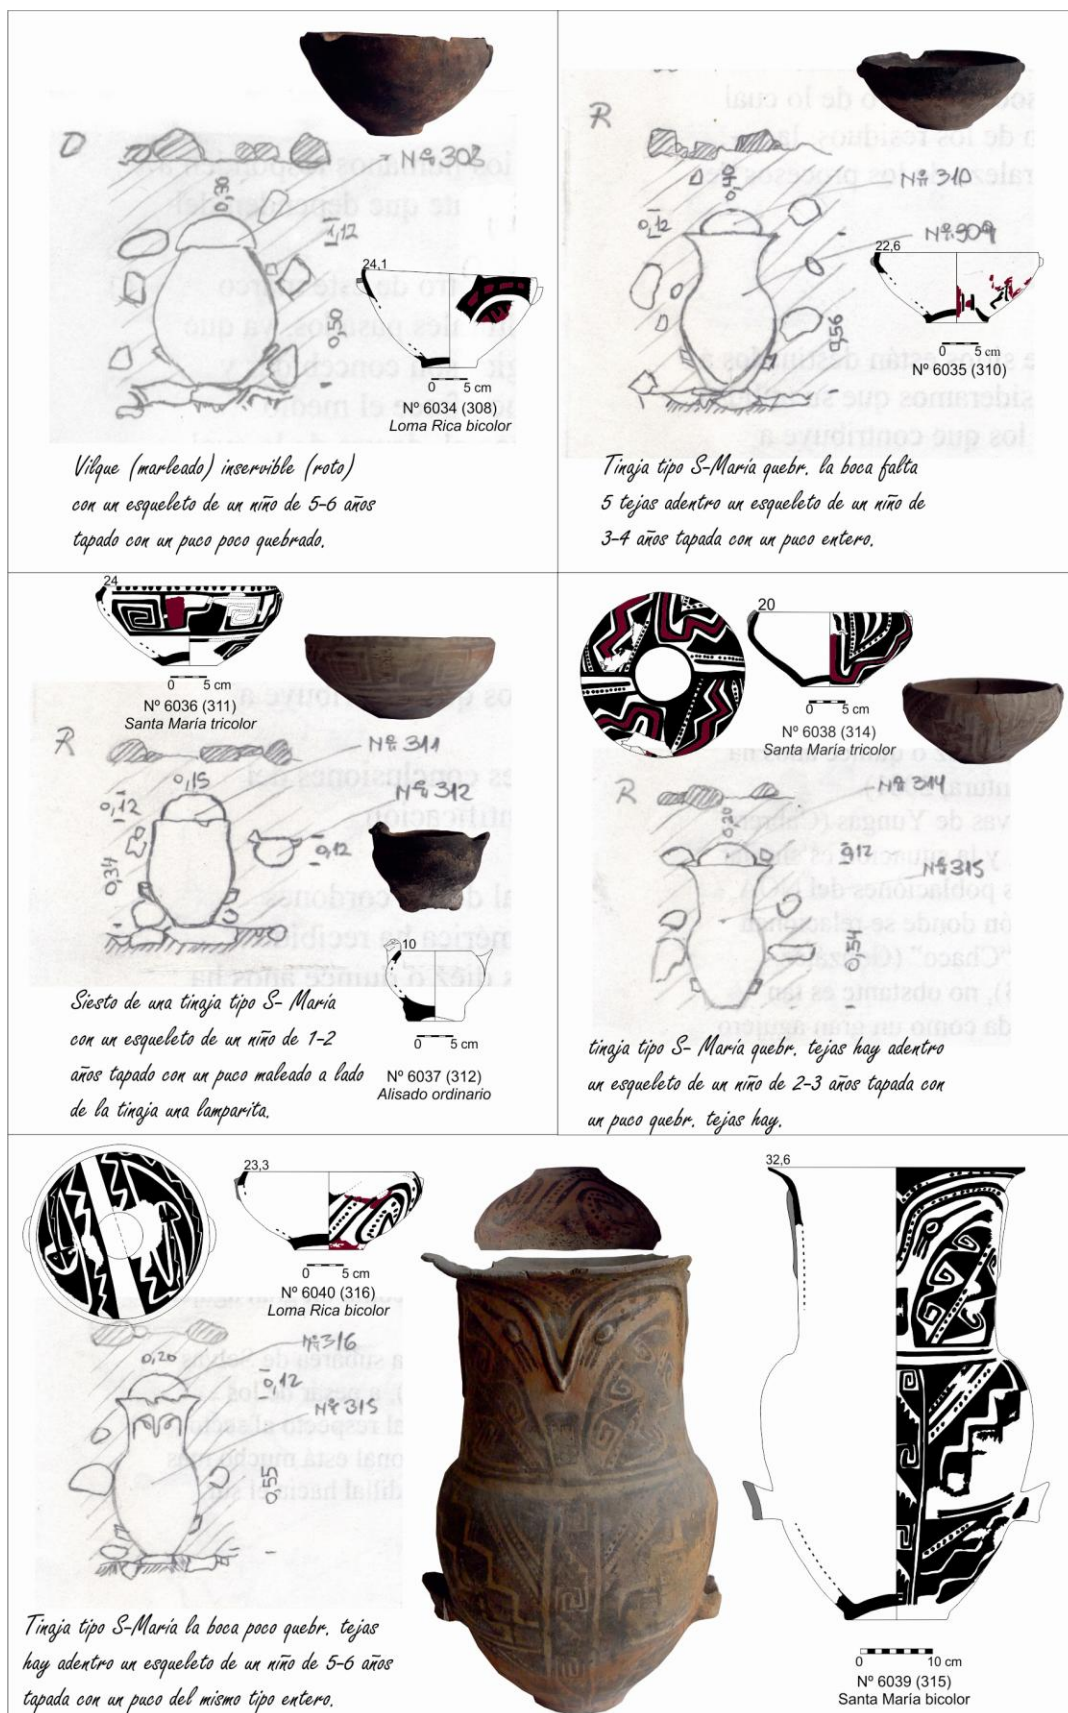 D
Nº 308
0,30
1,12
24,1
0,50
0 5 cm
Nº 6034 (308)
Loma Rica bicolor
Vilque (marleado) inservible (roto)
con un esqueleto de un niño de 5-6 años
tapado con un puco poco quebrado.
R
0,40
Nº 310
0,12
Nº 309
22,6
0,56
0 5 cm
Nº 6035 (310)
Tinaja tipo S-María quebr. la boca falta
5 tejas adentro un esqueleto de un niño de
3-4 años tapada con un puco entero.
24
0 5 cm
Nº 6036 (311)
Santa María tricolor
R
Nº 311
0,15
0,12
Nº 312
0,12
0,34
10
0 5 cm
Nº 6037 (312)
Alisado ordinario
Siesto de una tinaja tipo S- María
con un esqueleto de un niño de 1-2
años tapado con un puco maleado a lado
de la tinaja una lamparita.
20
0 5 cm
Nº 6038 (314)
Santa María tricolor
R
Nº 314
0,20
0,12
Nº 315
0,54
tinaja tipo S- María quebr. tejas hay adentro
un esqueleto de un niño de 2-3 años tapada con
un puco quebr. tejas hay.
23,3
0 5 cm
Nº 6040 (316)
Loma Rica bicolor
Nº 316
0,20
0,12
Nº 315
0,55
Tinaja tipo S-María la boca poco quebr. tejas
hay adentro un esqueleto de un niño de 5-6 años
tapada con un puco del mismo tipo entero.
32,6
0 10 cm
Nº 6039 (315)
Santa María bicolor